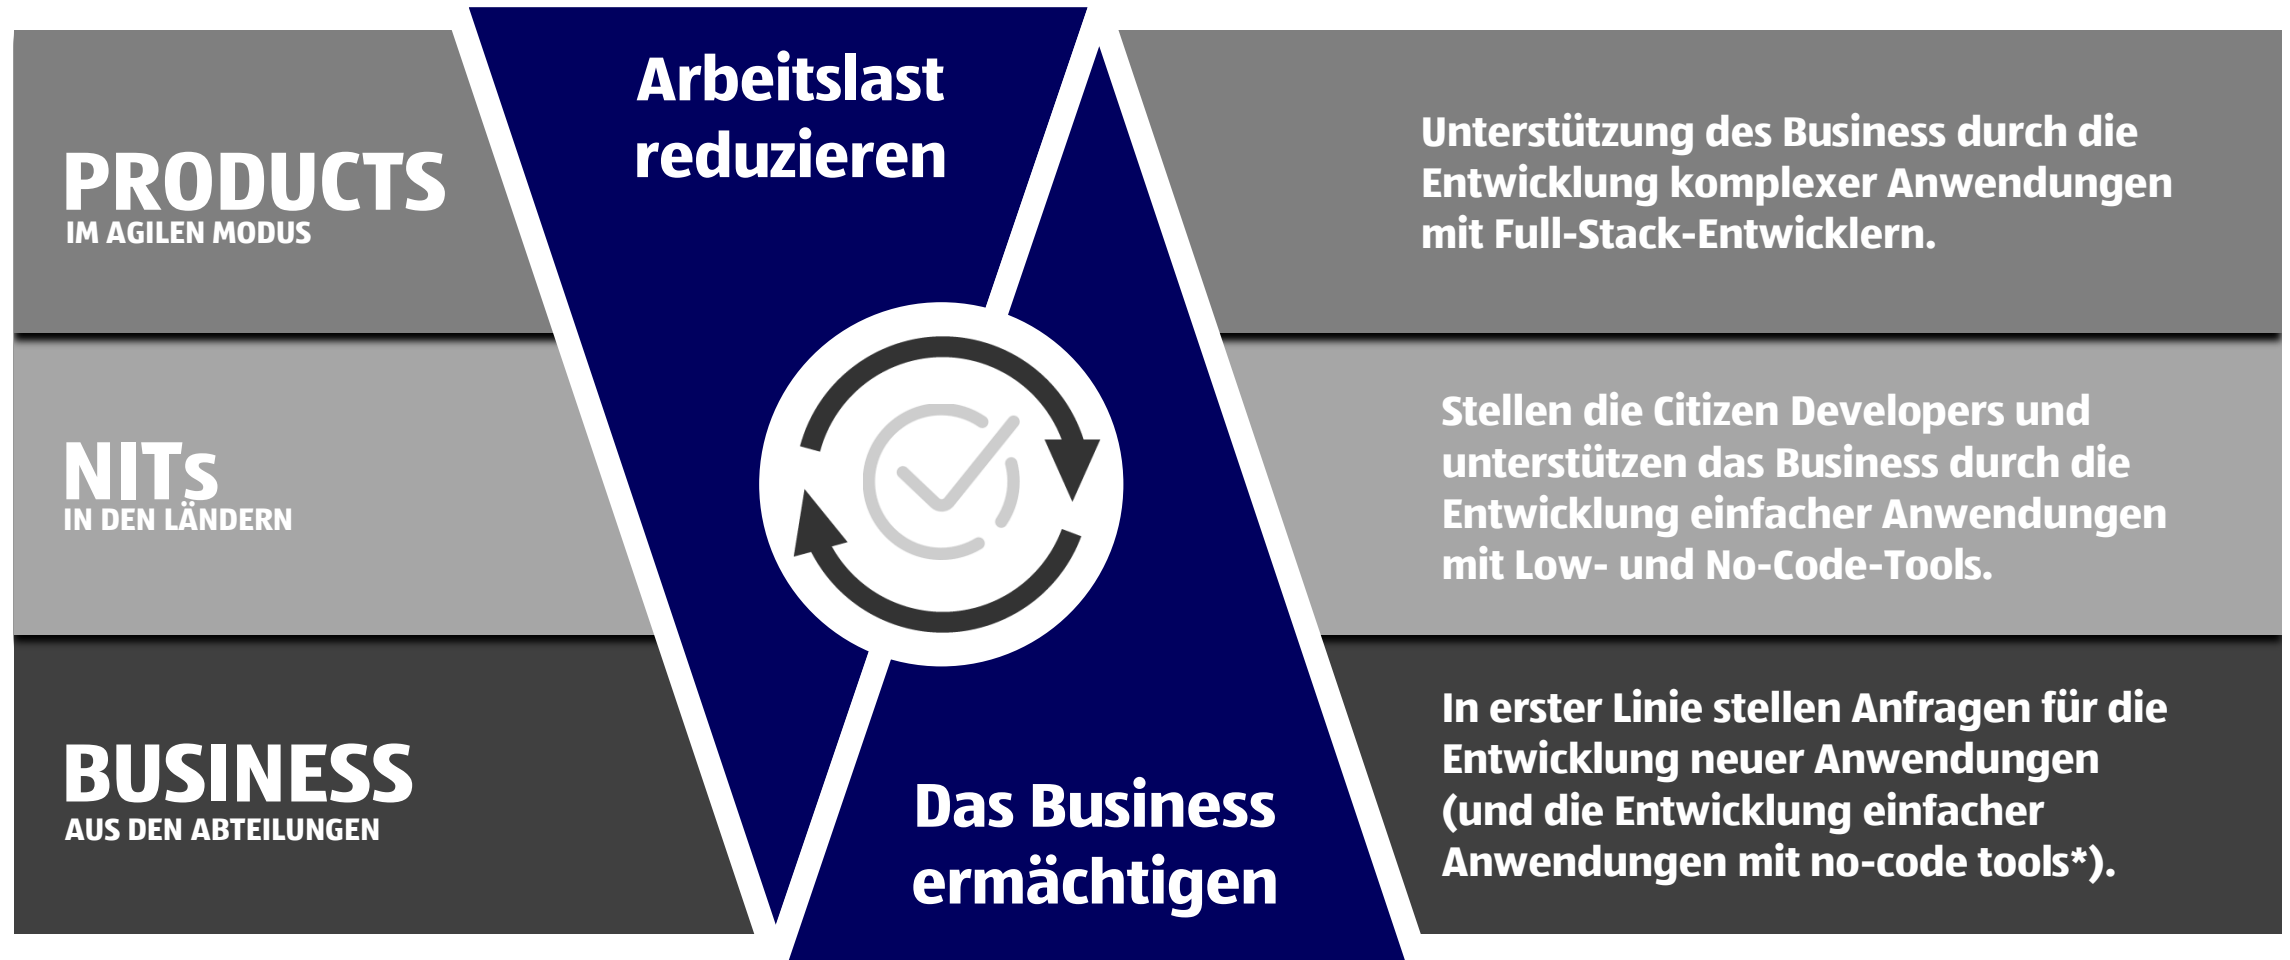 Arbeitslast
reduzieren
PRODUCTS
IM AGILEN MODUS
Unterstützung des Business durch die
Entwicklung komplexer Anwendungen
mit Full-Stack-Entwicklern.
NITs
IN DEN LÄNDERN
Stellen die Citizen Developers und
unterstützen das Business durch die
Entwicklung einfacher Anwendungen
mit Low- und No-Code-Tools.
BUSINESS
AUS DEN ABTEILUNGEN
Das Business
ermächtigen
In erster Linie stellen Anfragen für die
Entwicklung neuer Anwendungen
(und die Entwicklung einfacher
Anwendungen mit no-code tools*).